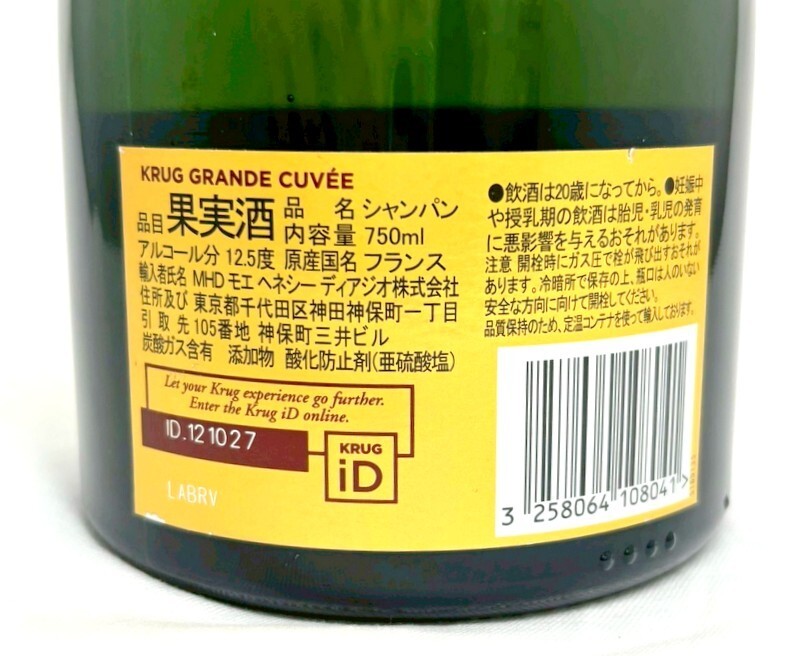 KRUG GRANDE CUVÉE
品目 果実酒 品名 シャンパン
内容量 750ml
アルコール分 12.5度 原産国名 フランス
輸入者氏名 MHD モエ ヘネシー ディアジオ株式会社
住所及び 東京都千代田区神田神保町一丁目
引取先 105番地 神保町三井ビル
炭酸ガス含有 添加物 酸化防止剤(亜硫酸塩)
Let your Krug experience go further.
Enter the Krug iD online.
ID.121027
KRUG
iD
LABRV
●飲酒は20歳になってから。●妊娠中
や授乳期の飲酒は胎児・乳児の発育
に悪影響を与えるおそれがあります。
注意 開栓時にガス圧で栓が飛び出すおそれが
あります。冷暗所で保存の上、瓶口は人のいない
安全な方向に向けて開栓してください。
品質保持のため、定温コンテナを使って輸入しております。
3 258064 108041 >